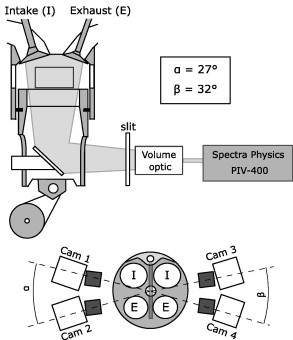 Intake (I) Exhaust (E)
α = 27°
β = 32°
slit
Volume
optic
Spectra Physics
PIV-400
Cam 1
Cam 3
I I
α
β
E E
Cam 2
Cam 4